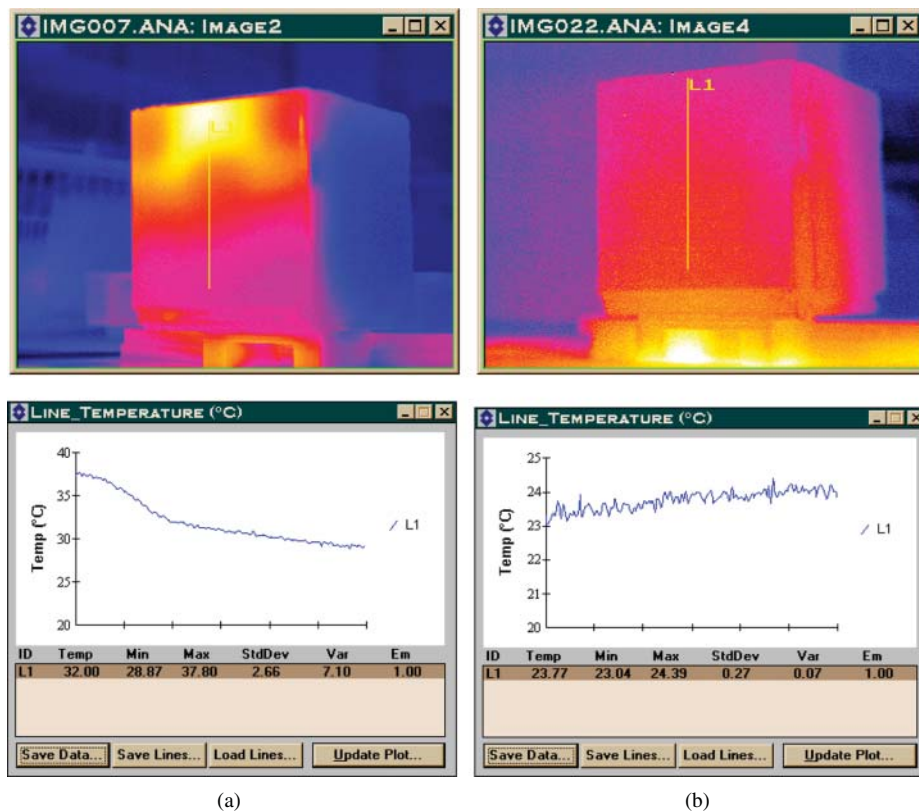 IMG007.ANA: IMAGE2
IMG022.ANA: IMAGE4
L1
L1
LINE_TEMPERATURE (°C)
40
35
30
25
20
Temp (°C)
L1
ID Temp Min Max StdDev Var Em
L1 32.00 28.87 37.80 2.66 7.10 1.00
Save Data... Save Lines... Load Lines... Update Plot...
(a)
LINE_TEMPERATURE (°C)
25
24
23
22
21
20
Temp (°C)
L1
ID Temp Min Max StdDev Var Em
L1 23.77 23.04 24.39 0.27 0.07 1.00
Save Data... Save Lines... Load Lines... Update Plot...
(b)